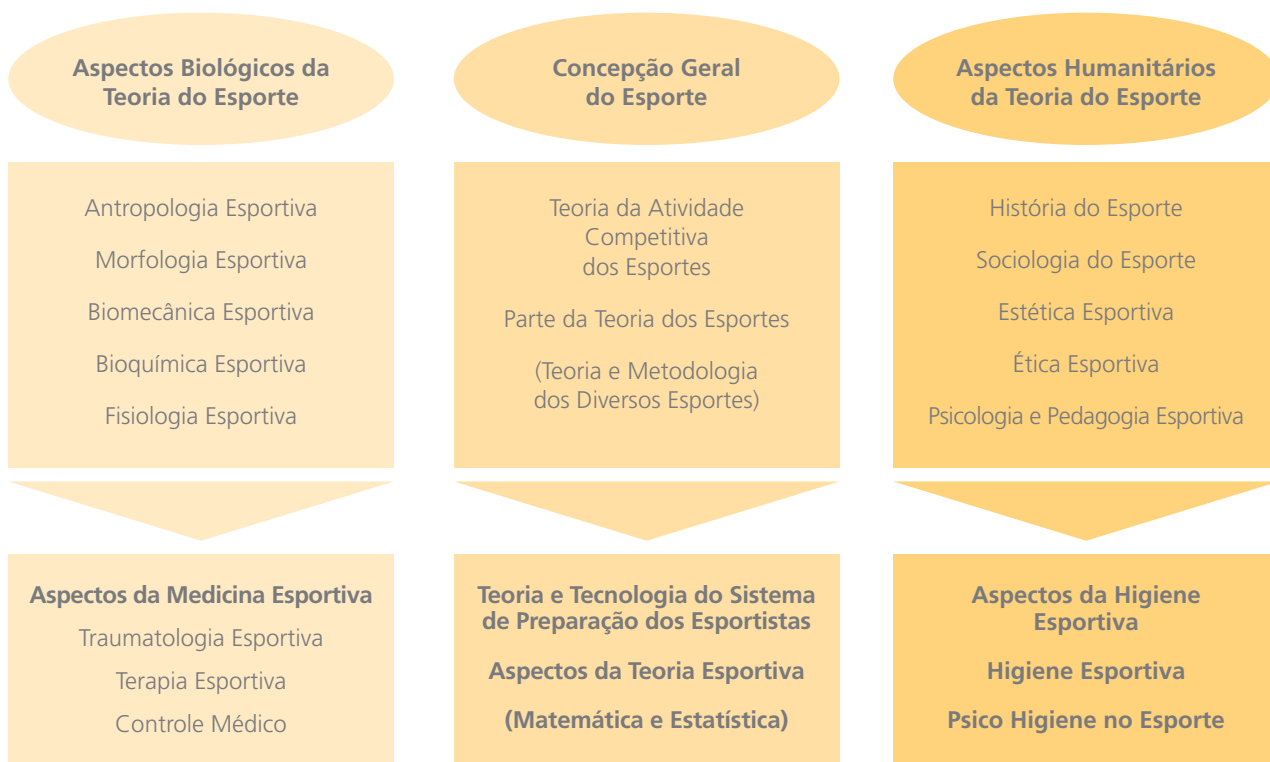 Aspectos Biológicos da
Teoria do Esporte
Antropologia Esportiva
Morfologia Esportiva
Biomecânica Esportiva
Bioquímica Esportiva
Fisiologia Esportiva
Aspectos da Medicina Esportiva
Traumatologia Esportiva
Terapia Esportiva
Controle Médico
Concepção Geral
do Esporte
Teoria da Atividade
Competitiva
dos Esportes
Parte da Teoria dos Esportes
(Teoria e Metodologia
dos Diversos Esportes)
Teoria e Tecnologia do Sistema
de Preparação dos Esportistas
Aspectos da Teoria Esportiva
(Matemática e Estatística)
Aspectos Humanitários
da Teoria do Esporte
História do Esporte
Sociologia do Esporte
Estética Esportiva
Ética Esportiva
Psicologia e Pedagogia Esportiva
Aspectos da Higiene
Esportiva
Higiene Esportiva
Psico Higiene no Esporte